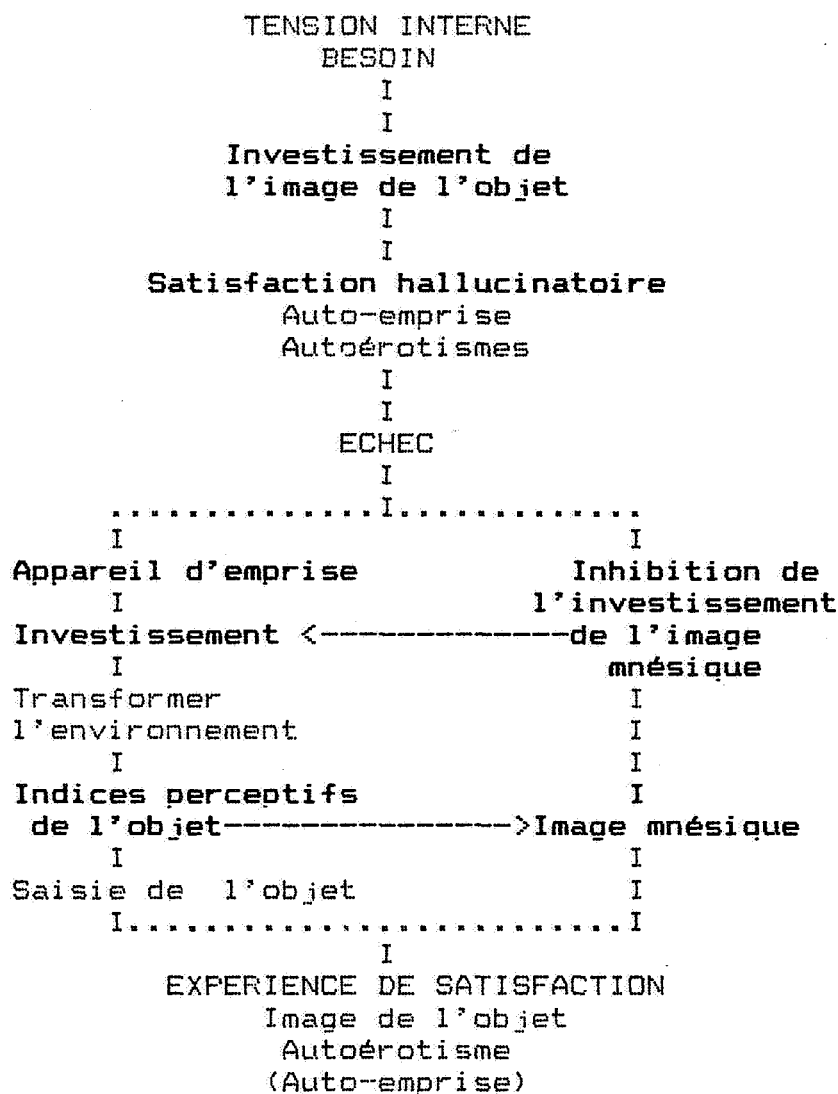 TENSION INTERNE
BESOIN
I
I
Investissement de
l'image de l'objet
I
I
Satisfaction hallucinatoire
Auto-emprise
Autoérotismes
I
I
ECHEC
I
..............I.............
I I
Appareil d'emprise Inhibition de
I l'investissement
Investissement <-------------de l'image
I mnésique
Transformer I
l'environnement I
I I
Indices perceptifs I
de l'objet--------------->Image mnésique
I I
Saisie de l'objet I
I.........................I
I
EXPERIENCE DE SATISFACTION
Image de l'objet
Autoérotisme
(Auto-emprise)